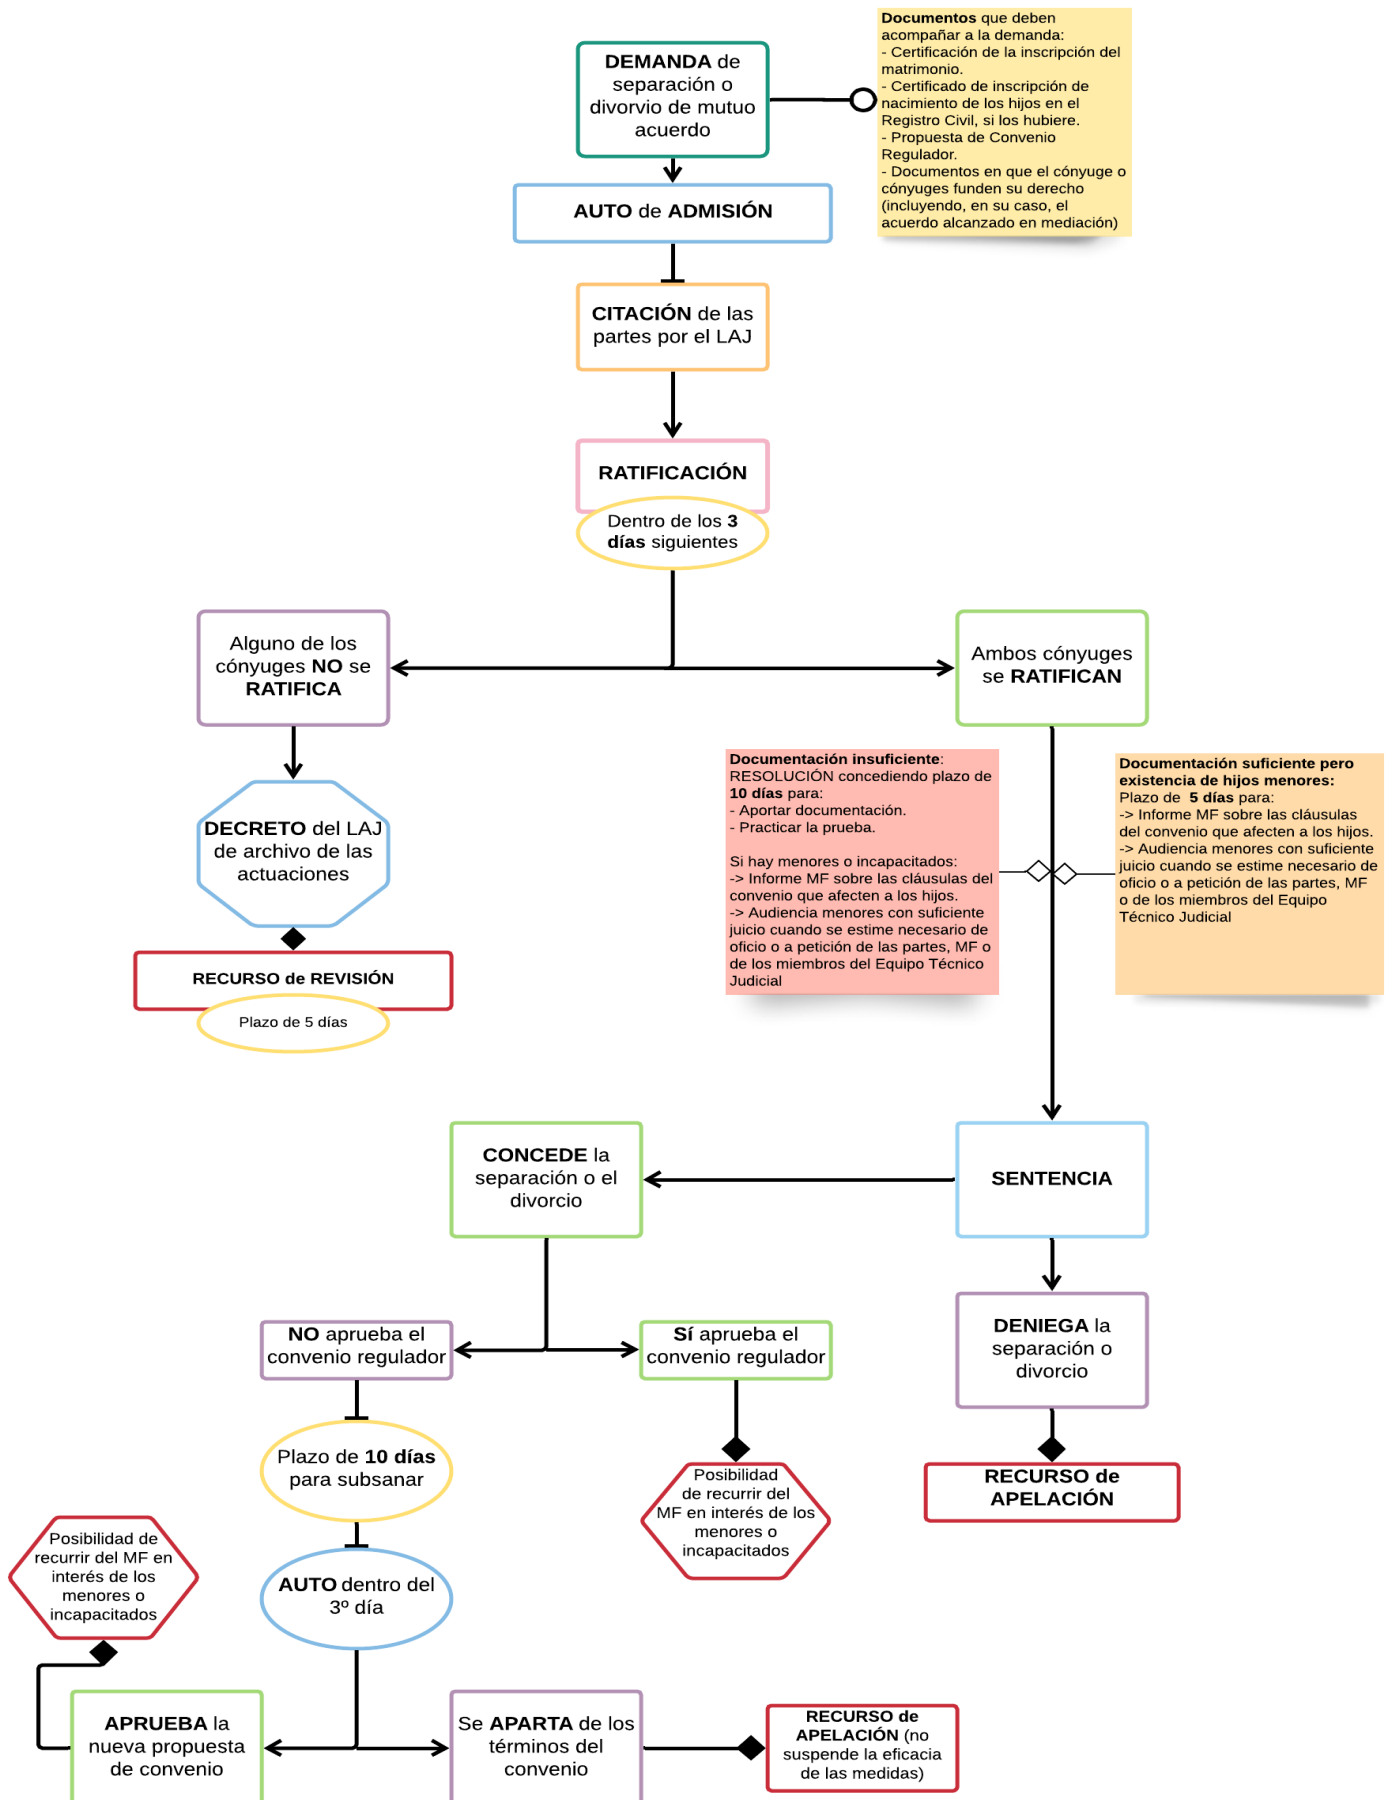 DEMANDA de
separación o
divorvio de mutuo
acuerdo
Documentos que deben
acompañar a la demanda:
- Certificación de la inscripción del
matrimonio.
- Certificado de inscripción de
nacimiento de los hijos en el
Registro Civil, si los hubiere.
- Propuesta de Convenio
Regulador.
- Documentos en que el cónyuge o
cónyuges funden su derecho
(incluyendo, en su caso, el
acuerdo alcanzado en mediación)
AUTO de ADMISIÓN
CITACIÓN de las
partes por el LAJ
RATIFICACIÓN
Dentro de los 3
días siguientes
Alguno de los
cónyuges NO se
RATIFICA
Ambos cónyuges
se RATIFICAN
DECRETO del LAJ
de archivo de las
actuaciones
RECURSO de REVISIÓN
Plazo de 5 días
Documentación insuficiente:
RESOLUCIÓN concediendo plazo de
10 días para:
- Aportar documentación.
- Practicar la prueba.
Si hay menores o incapacitados:
-> Informe MF sobre las cláusulas del
convenio que afecten a los hijos.
-> Audiencia menores con suficiente
juicio cuando se estime necesario de
oficio o a petición de las partes, MF o
de los miembros del Equipo Técnico
Judicial
Documentación suficiente pero
existencia de hijos menores:
Plazo de  5 días para:
-> Informe MF sobre las cláusulas
del convenio que afecten a los hijos.
-> Audiencia menores con suficiente
juicio cuando se estime necesario de
oficio o a petición de las partes, MF
o de los miembros del Equipo
Técnico Judicial
SENTENCIA
CONCEDE la
separación o el
divorcio
DENIEGA la
separación o
divorcio
RECURSO de
APELACIÓN
NO aprueba el
convenio regulador
Sí aprueba el
convenio regulador
Plazo de 10 días
para subsanar
Posibilidad
de recurrir del
MF en interés de los
menores o
incapacitados
AUTO dentro del
3º día
Posibilidad de
recurrir del MF en
interés de los
menores o
incapacitados
APRUEBA la
nueva propuesta
de convenio
Se APARTA de los
términos del
convenio
RECURSO de
APELACIÓN (no
suspende la eficacia
de las medidas)